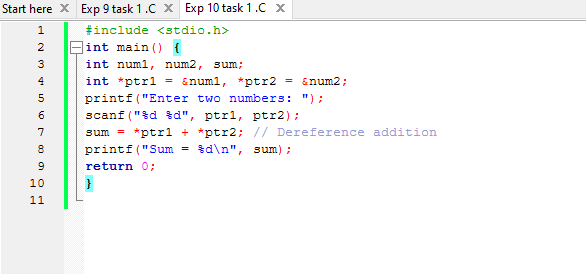 Start here Exp 9 task 1 .C Exp 10 task 1 .C
1 #include <stdio.h>
2 int main() {
3 int num1, num2, sum;
4 int *ptr1 = &num1, *ptr2 = &num2;
5 printf("Enter two numbers: ");
6 scanf("%d %d", ptr1, ptr2);
7 sum = *ptr1 + *ptr2; // Dereference addition
8 printf("Sum = %d\n", sum);
9 return 0;
10 }
11